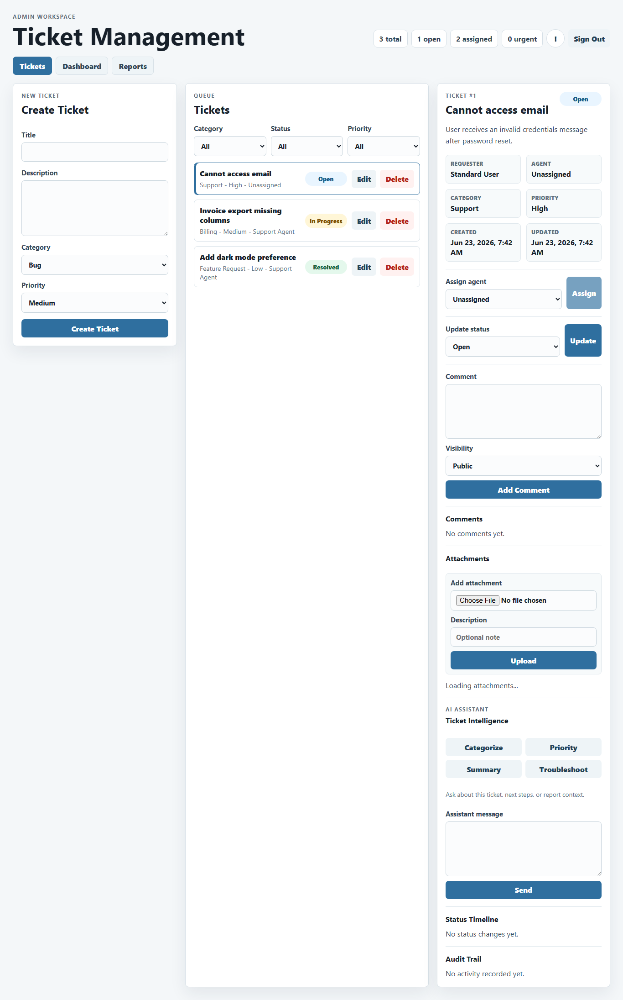 ADMIN WORKSPACE
Ticket Management
3 total
1 open
2 assigned
0 urgent
!
Sign Out
Tickets
Dashboard
Reports
NEW TICKET
Create Ticket
Title
Description
Category
Bug
Priority
Medium
Create Ticket
QUEUE
Tickets
Category
Status
Priority
All
All
All
Cannot access email
Support - High - Unassigned
Open
Edit
Delete
Invoice export missing
columns
Billing - Medium - Support Agent
In Progress
Edit
Delete
Add dark mode preference
Feature Request - Low - Support
Agent
Resolved
Edit
Delete
TICKET #1
Cannot access email
Open
User receives an invalid credentials message
after password reset.
REQUESTER
Standard User
AGENT
Unassigned
CATEGORY
Support
PRIORITY
High
CREATED
Jun 23, 2026, 7:42
AM
UPDATED
Jun 23, 2026, 7:42
AM
Assign agent
Unassigned
Assign
Update status
Open
Update
Comment
Visibility
Public
Add Comment
Comments
No comments yet.
Attachments
Add attachment
Choose File No file chosen
Description
Optional note
Upload
Loading attachments...
AI ASSISTANT
Ticket Intelligence
Categorize
Priority
Summary
Troubleshoot
Ask about this ticket, next steps, or report context.
Assistant message
Send
Status Timeline
No status changes yet.
Audit Trail
No activity recorded yet.